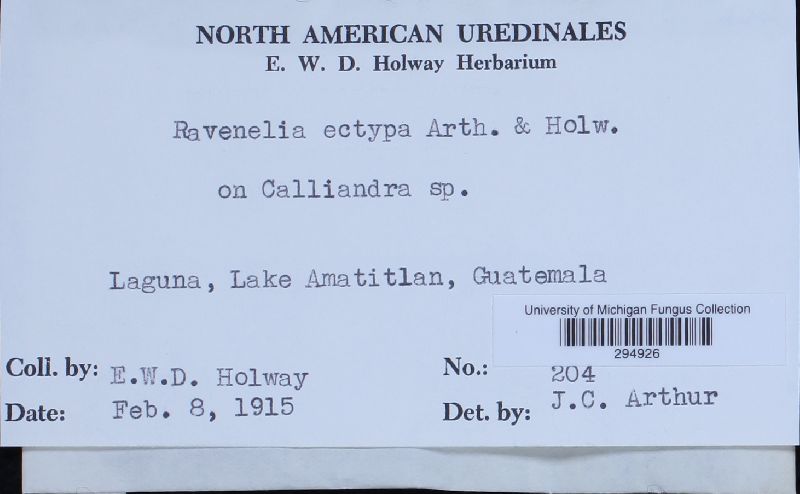 NORTH AMERICAN UREDINALES
E. W. D. Holway Herbarium
Ravenelia ectypa Arth. & Holw.
on Calliandra sp.
Laguna, Lake Amatitlan, Guatemala
University of Michigan Fungus Collection
294926
Coll. by: E.W.D. Holway
No.: 204
Date: Feb. 8, 1915
Det. by: J.C. Arthur